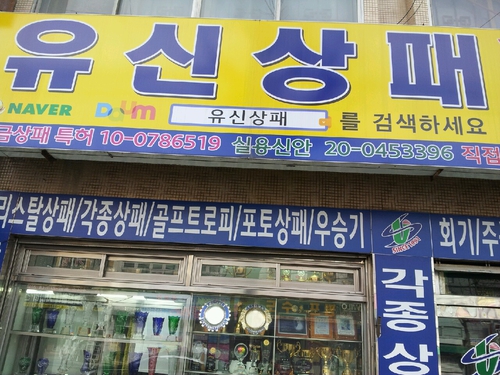 유신상패
NAVER Daum 유신상패 를 검색하세요
금상패 특허 10-0786519 실용신안 20-0453396 직접
리스탈상패/각종상패/골프트로피/포토상패/우승기
회기/주
각종상